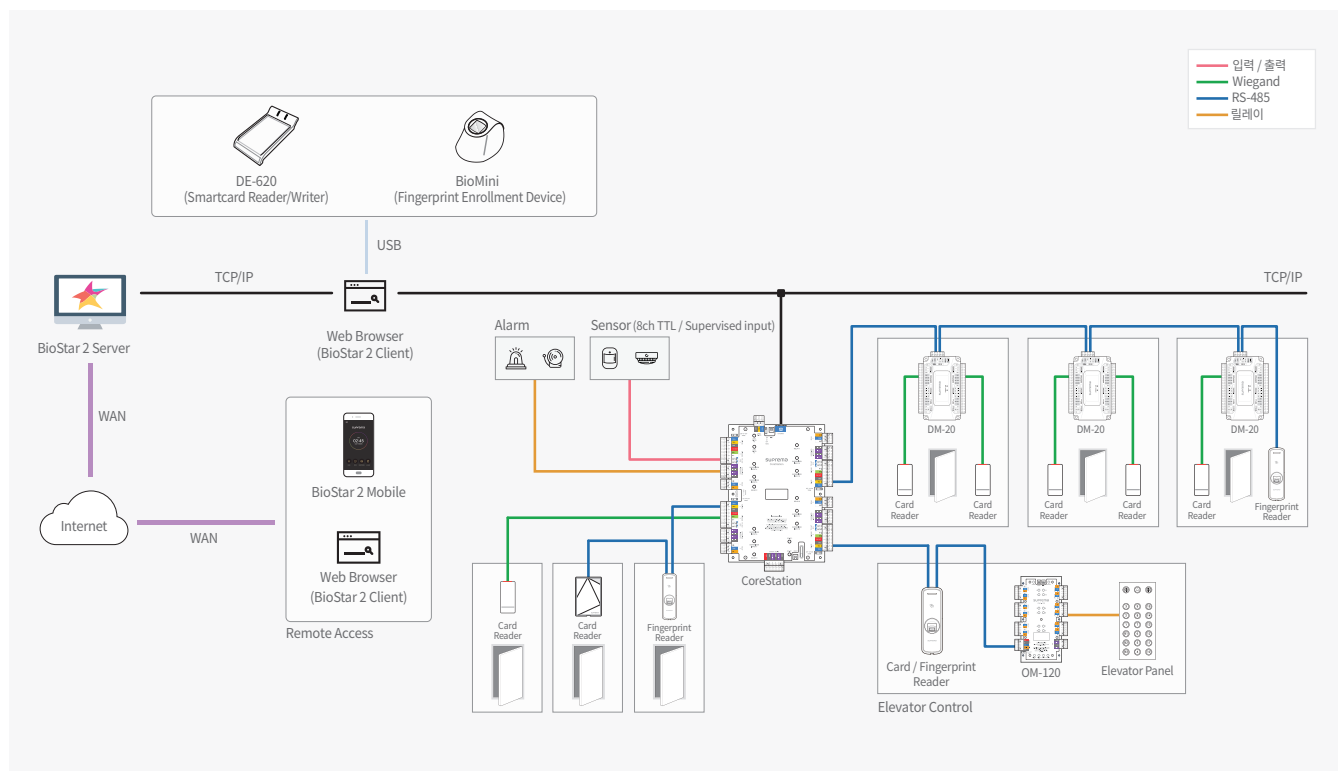 입력 / 출력
Wiegand
RS-485
릴레이
DE-620
(Smartcard Reader/Writer)
BioMini
(Fingerprint Enrollment Device)
USB
TCP/IP
TCP/IP
BioStar 2 Server
Web Browser
(BioStar 2 Client)
Alarm
Sensor (8ch TTL / Supervised input)
WAN
BioStar 2 Mobile
Internet
WAN
Web Browser
(BioStar 2 Client)
Remote Access
suprema
CoreStation
DM-20
DM-20
DM-20
Card
Reader
Card
Reader
Card
Reader
Card
Reader
Card
Reader
Fingerprint
Reader
Card
Reader
Card
Reader
Fingerprint
Reader
Card / Fingerprint
Reader
OM-120
Elevator Panel
Elevator Control